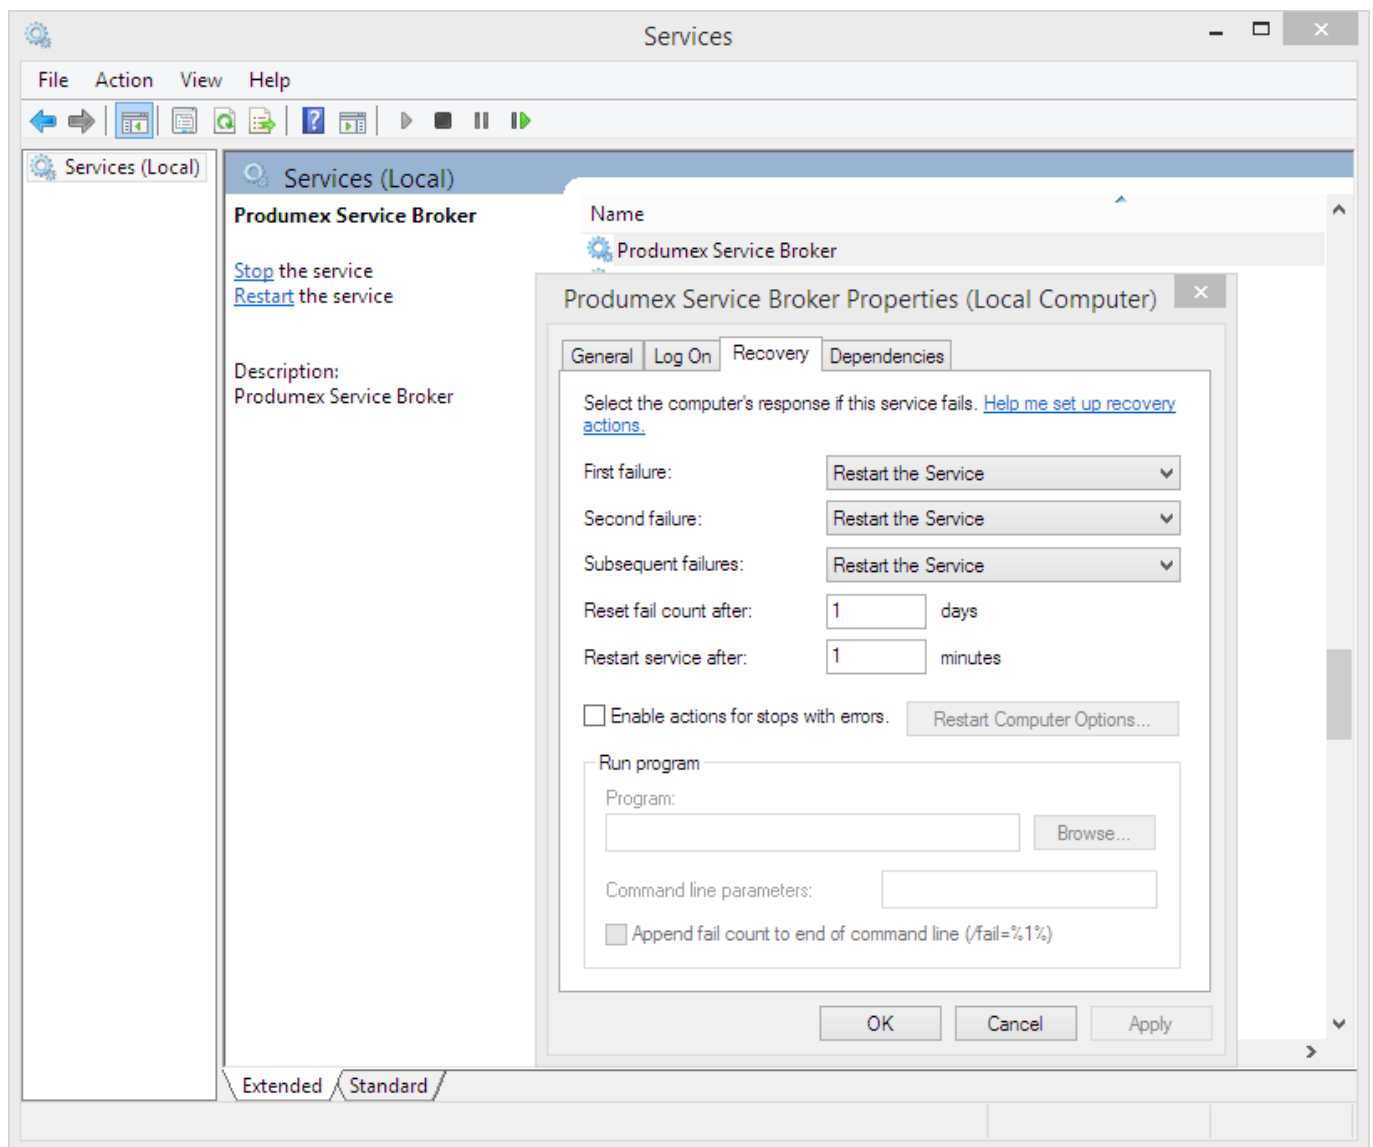 Services
File Action View Help
Services (Local)
Services (Local)
Produmex Service Broker
Stop the service
Restart the service
Description:
Produmex Service Broker
Name
Produmex Service Broker
Produmex Service Broker Properties (Local Computer)
General Log On Recovery Dependencies
Select the computer's response if this service fails. Help me set up recovery
actions.
First failure: Restart the Service
Second failure: Restart the Service
Subsequent failures: Restart the Service
Reset fail count after: 1 days
Restart service after: 1 minutes
Enable actions for stops with errors. Restart Computer Options...
Run program
Program:
Browse...
Command line parameters:
Append fail count to end of command line (/fail=%1%)
OK Cancel Apply
Extended Standard